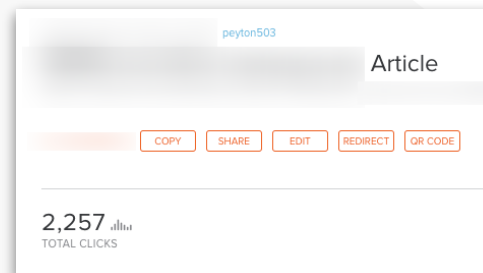 peyton503
Article
COPY SHARE EDIT REDIRECT QR CODE
2,257
TOTAL CLICKS